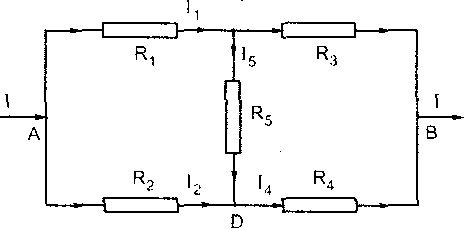 I₁
R₁ I₅ R₃
I I
A R₅ B
R₂ I₂ I₄ R₄
D